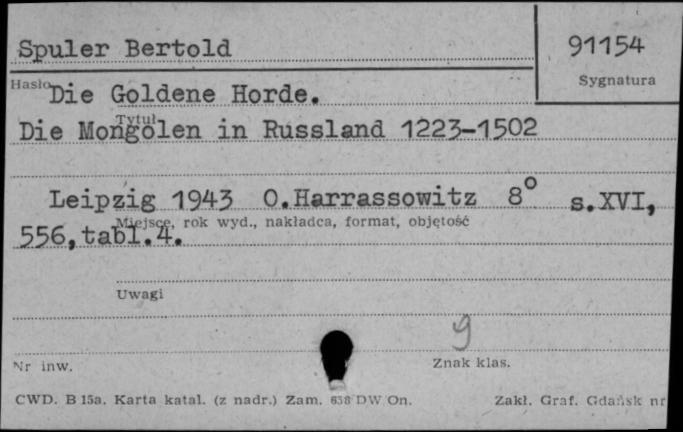 Spuler Bertold 91154
Hasło Sygnatura
Die Goldene Horde.
Tytuł
Die Mongolen in Russland 1223-1502
Leipzig 1943 O.Harrassowitz 8° s.XVI,
Miejsce, rok wyd., nakładca, format, objętość
556,tabl.4.
Uwagi
9
Nr inw. Znak klas.
CWD. B 15a. Karta katal. (z nadr.) Zam. 638 DW On. Zakł. Graf. Gdańsk nr